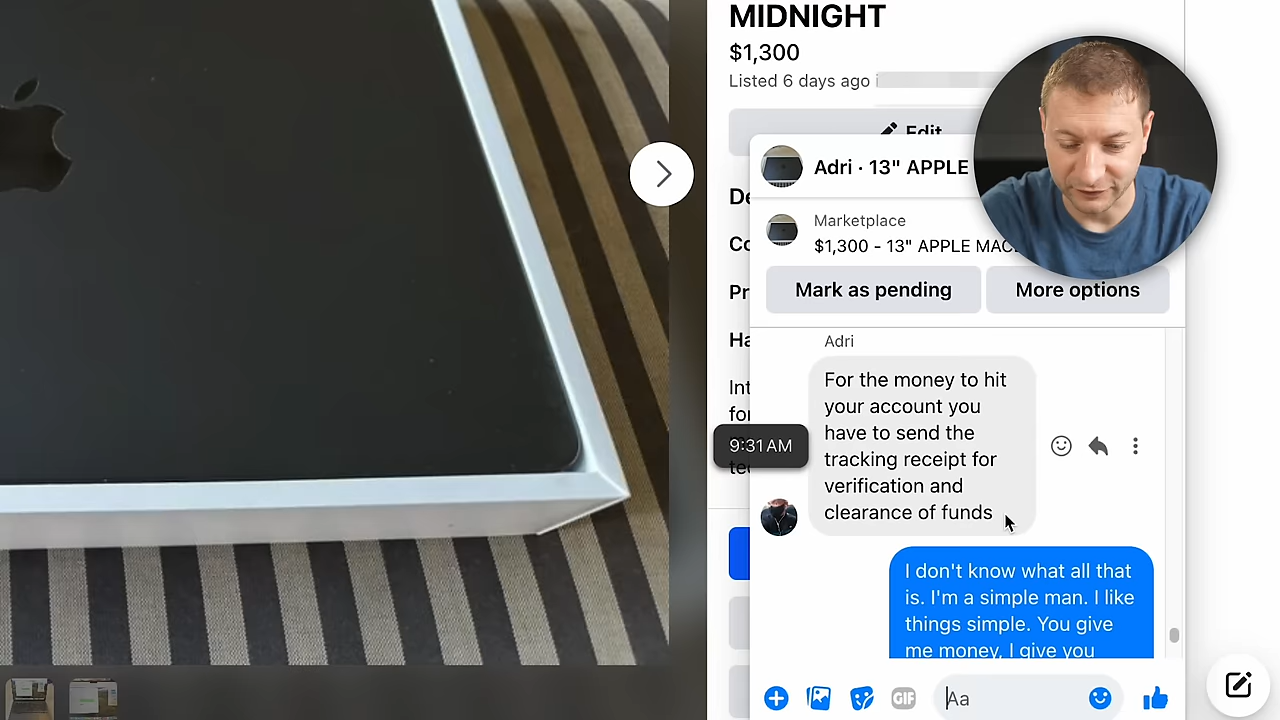 MIDNIGHT
$1,300
Listed 6 days ago
Edit
Adri · 13" APPLE
Marketplace
$1,300 - 13" APPLE MAC
Mark as pending
More options
Adri
For the money to hit
your account you
have to send the
tracking receipt for
verification and
clearance of funds
9:31 AM
I don't know what all that
is. I'm a simple man. I like
things simple. You give
me money, I give you
GIF
Aa